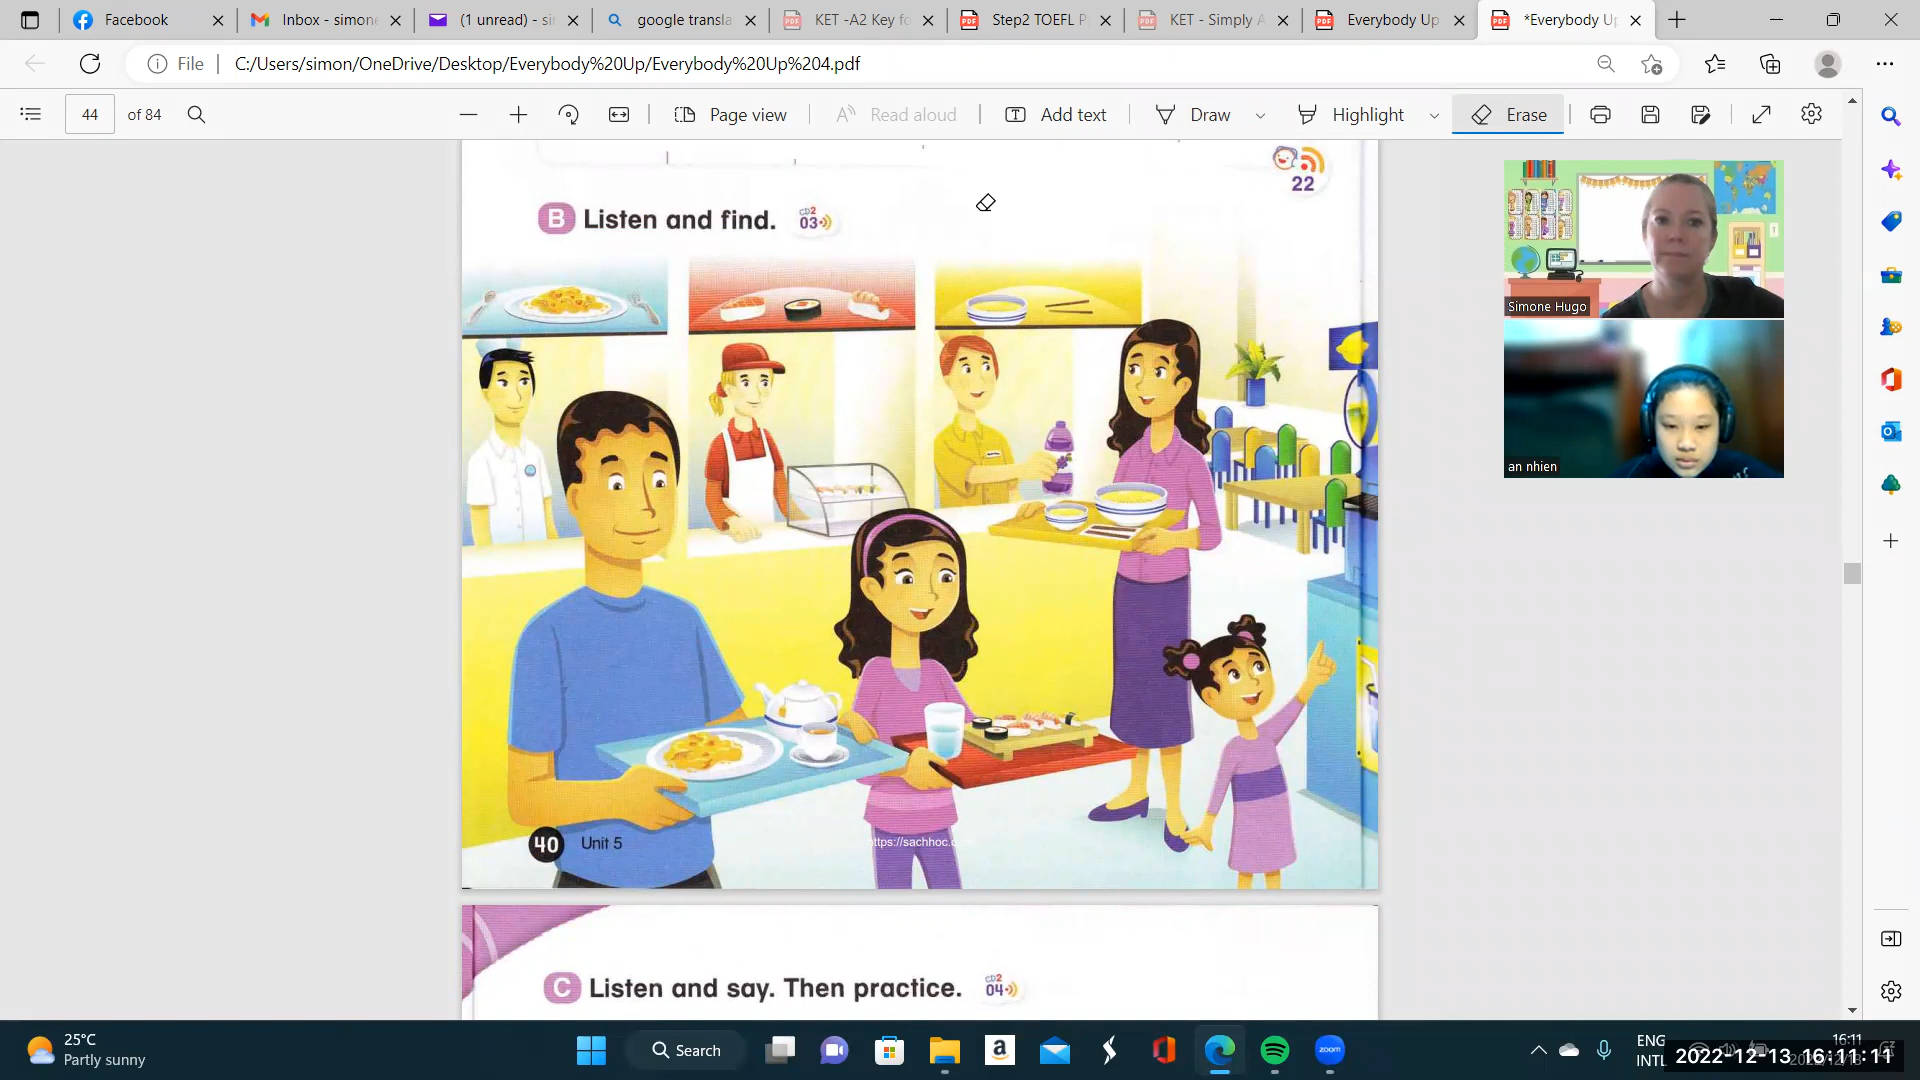 Facebook
Inbox - simone
(1 unread) - si
google transla
KET -A2 Key fo
Step2 TOEFL P
KET - Simply A
Everybody Up
*Everybody Up
File
C:/Users/simon/OneDrive/Desktop/Everybody%20Up/Everybody%20Up%204.pdf
44
of 84
Page view
Read aloud
Add text
Draw
Highlight
Erase
22
B Listen and find.
CD2
03
Simone Hugo
an nhien
40 Unit 5
https://sachhoc.
C Listen and say. Then practice.
CD2
04
25°C
Partly sunny
Search
zoom
ENG
INTL
16:11
2022-12-13 16:11:11